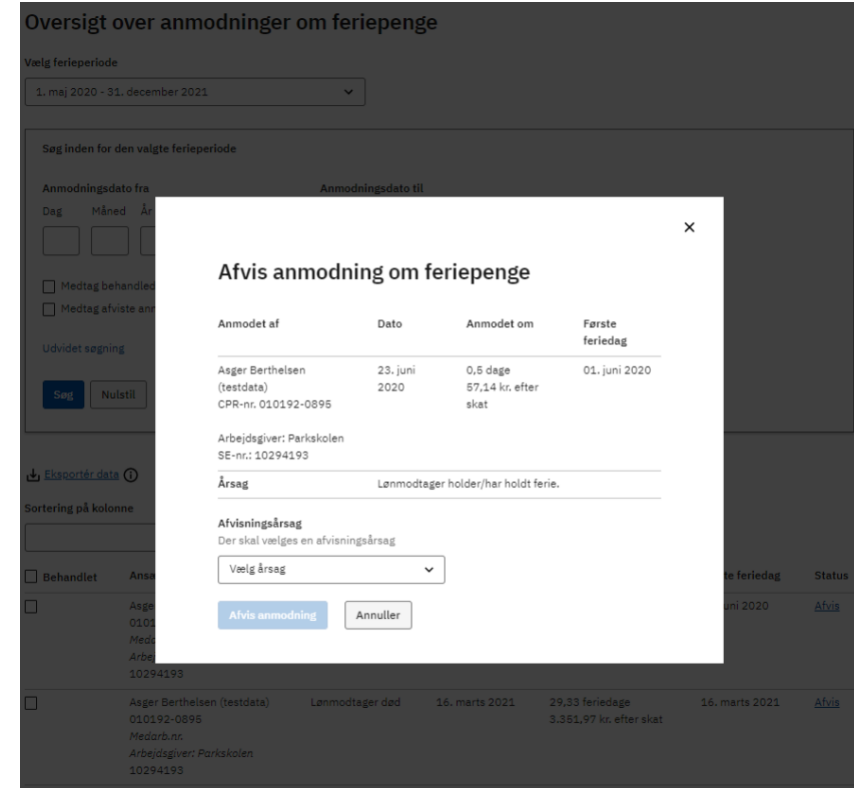 Oversigt over anmodninger om feriepenge
Vælg ferieperiode
1. maj 2020 - 31. december 2021
Søg inden for den valgte ferieperiode
Anmodningsdato fra
Anmodningsdato til
Dag Måned År
Medtag
Medtag afviste
Udvidet søgning
Søg Nulstil
Eksportér data
Sortering på kolonne
Afvis anmodning om feriepenge
Anmodet af Dato Anmodet om Første
feriedag
Asger Berthelsen 23. juni 0,5 dage 01. juni 2020
(testdata) 2020 57,14 kr. efter
CPR-nr. 010192-0895 skat
Arbejdsgiver: Parkskolen
SE-nr.: 10294193
Årsag Lønmodtager holder/har holdt ferie.
Afvisningsårsag
Der skal vælges en afvisningsårsag
Vælg årsag
Afvis anmodning Annuller
Behandlet feriedag Status
2020 Afvis
10294193
Asger Berthelsen (testdata) Lønmodtager død 16. marts 2021 29,33 feriedage 16. marts 2021 Afvis
010192-0895 3.351,97 kr. efter skat
Medarb.nr.
Arbejdsgiver: Parkskolen
10294193